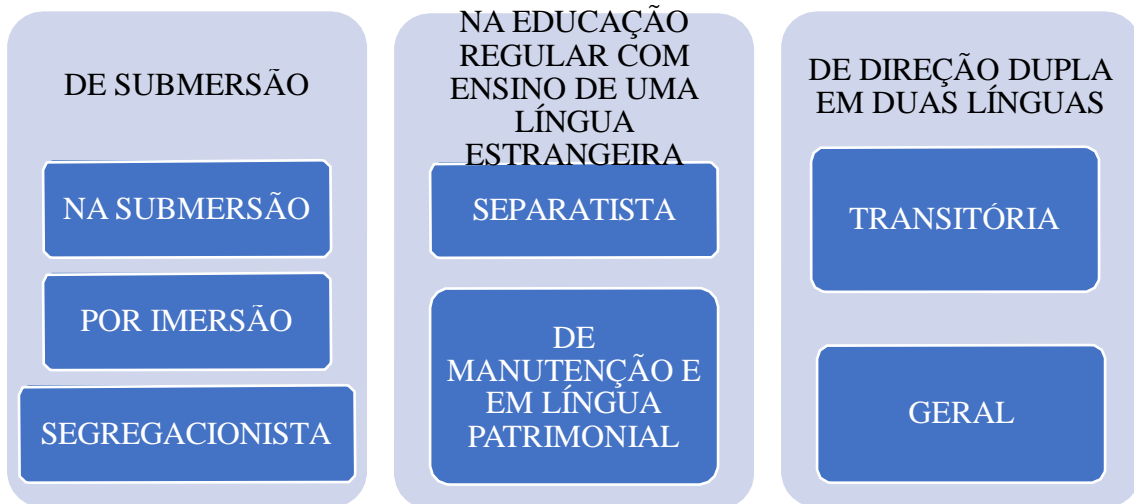 DE SUBMERSÃO
NA SUBMERSÃO
POR IMERSÃO
SEGREGACIONISTA
NA EDUCAÇÃO
REGULAR COM
ENSINO DE UMA
LÍNGUA
ESTRANGEIRA
SEPARATISTA
DE
MANUTENÇÃO E
EM LÍNGUA
PATRIMONIAL
DE DIREÇÃO DUPLA
EM DUAS LÍNGUAS
TRANSITÓRIA
GERAL